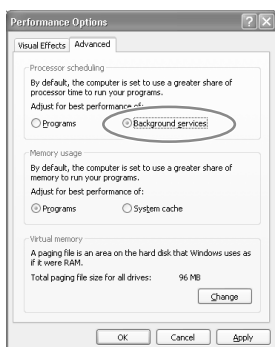 Performance Options
Visual Effects Advanced
Processor scheduling
By default, the computer is set to use a greater share of
processor time to run your programs.
Adjust for best performance of:
Programs Background services
Memory usage
By default, the computer is set to use a greater share of
memory to run your programs.
Adjust for best performance of:
Programs System cache
Virtual memory
A paging file is an area on the hard disk that Windows uses as
if it were RAM.
Total paging file size for all drives: 96 MB
Change
OK Cancel Apply